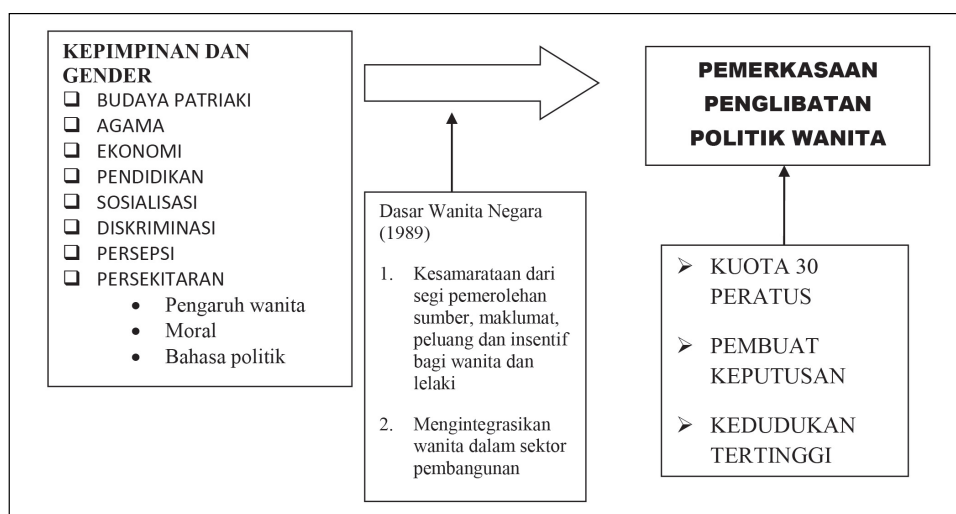 KEPIMPINAN DAN
GENDER
❑ BUDAYA PATRIAKI
❑ AGAMA
❑ EKONOMI
❑ PENDIDIKAN
❑ SOSIALISASI
❑ DISKRIMINASI
❑ PERSEPSI
❑ PERSEKITARAN
• Pengaruh wanita
• Moral
• Bahasa politik
Dasar Wanita Negara
(1989)
1. Kesamarataan dari
segi pemerolehan
sumber, maklumat,
peluang dan insentif
bagi wanita dan
lelaki
2. Mengintegrasikan
wanita dalam sektor
pembangunan
PEMERKASAAN
PENGLIBATAN
POLITIK WANITA
➢ KUOTA 30
PERATUS
➢ PEMBUAT
KEPUTUSAN
➢ KEDUDUKAN
TERTINGGI